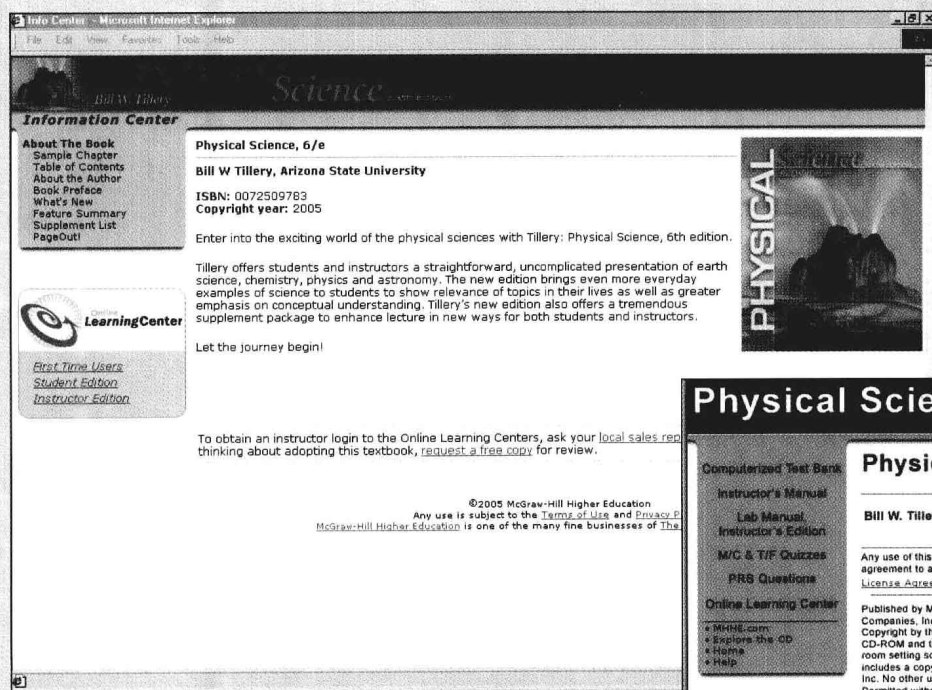 Info Center - Microsoft Internet Explorer
File Edit View Favorites Tools Help
Bill W. Tillery
Science
Information Center
About The Book
Sample Chapter
Table of Contents
About the Author
Book Preface
What's New
Feature Summary
Supplement List
PageOut!
Online
LearningCenter
First Time Users
Student Edition
Instructor Edition
Physical Science, 6/e
Bill W Tillery, Arizona State University
ISBN: 0072509783
Copyright year: 2005
Enter into the exciting world of the physical sciences with Tillery: Physical Science, 6th edition.
Tillery offers students and instructors a straightforward, uncomplicated presentation of earth
science, chemistry, physics and astronomy. The new edition brings even more everyday
examples of science to students to show relevance of topics in their lives as well as greater
emphasis on conceptual understanding. Tillery's new edition also offers a tremendous
supplement package to enhance lecture in new ways for both students and instructors.
Let the journey begin!
To obtain an instructor login to the Online Learning Centers, ask your local sales rep
thinking about adopting this textbook, request a free copy for review.
©2005 McGraw-Hill Higher Education
Any use is subject to the Terms of Use and Privacy P
McGraw-Hill Higher Education is one of the many fine businesses of The
PHYSICAL
Science
Physical Scie
Computerized Test Bank
Instructor's Manual
Lab Manual
Instructor's Edition
M/C & T/F Quizzes
PRS Questions
Online Learning Center
• MHHE.com
• Explore the CD
• Home
• Help
Physi
Bill W. Tille
Any use of this
agreement to a
License Agree
Published by M
Companies, Inc
Copyright by th
CD-ROM and t
room setting so
includes a copy
Inc. No other u
Permitted witho